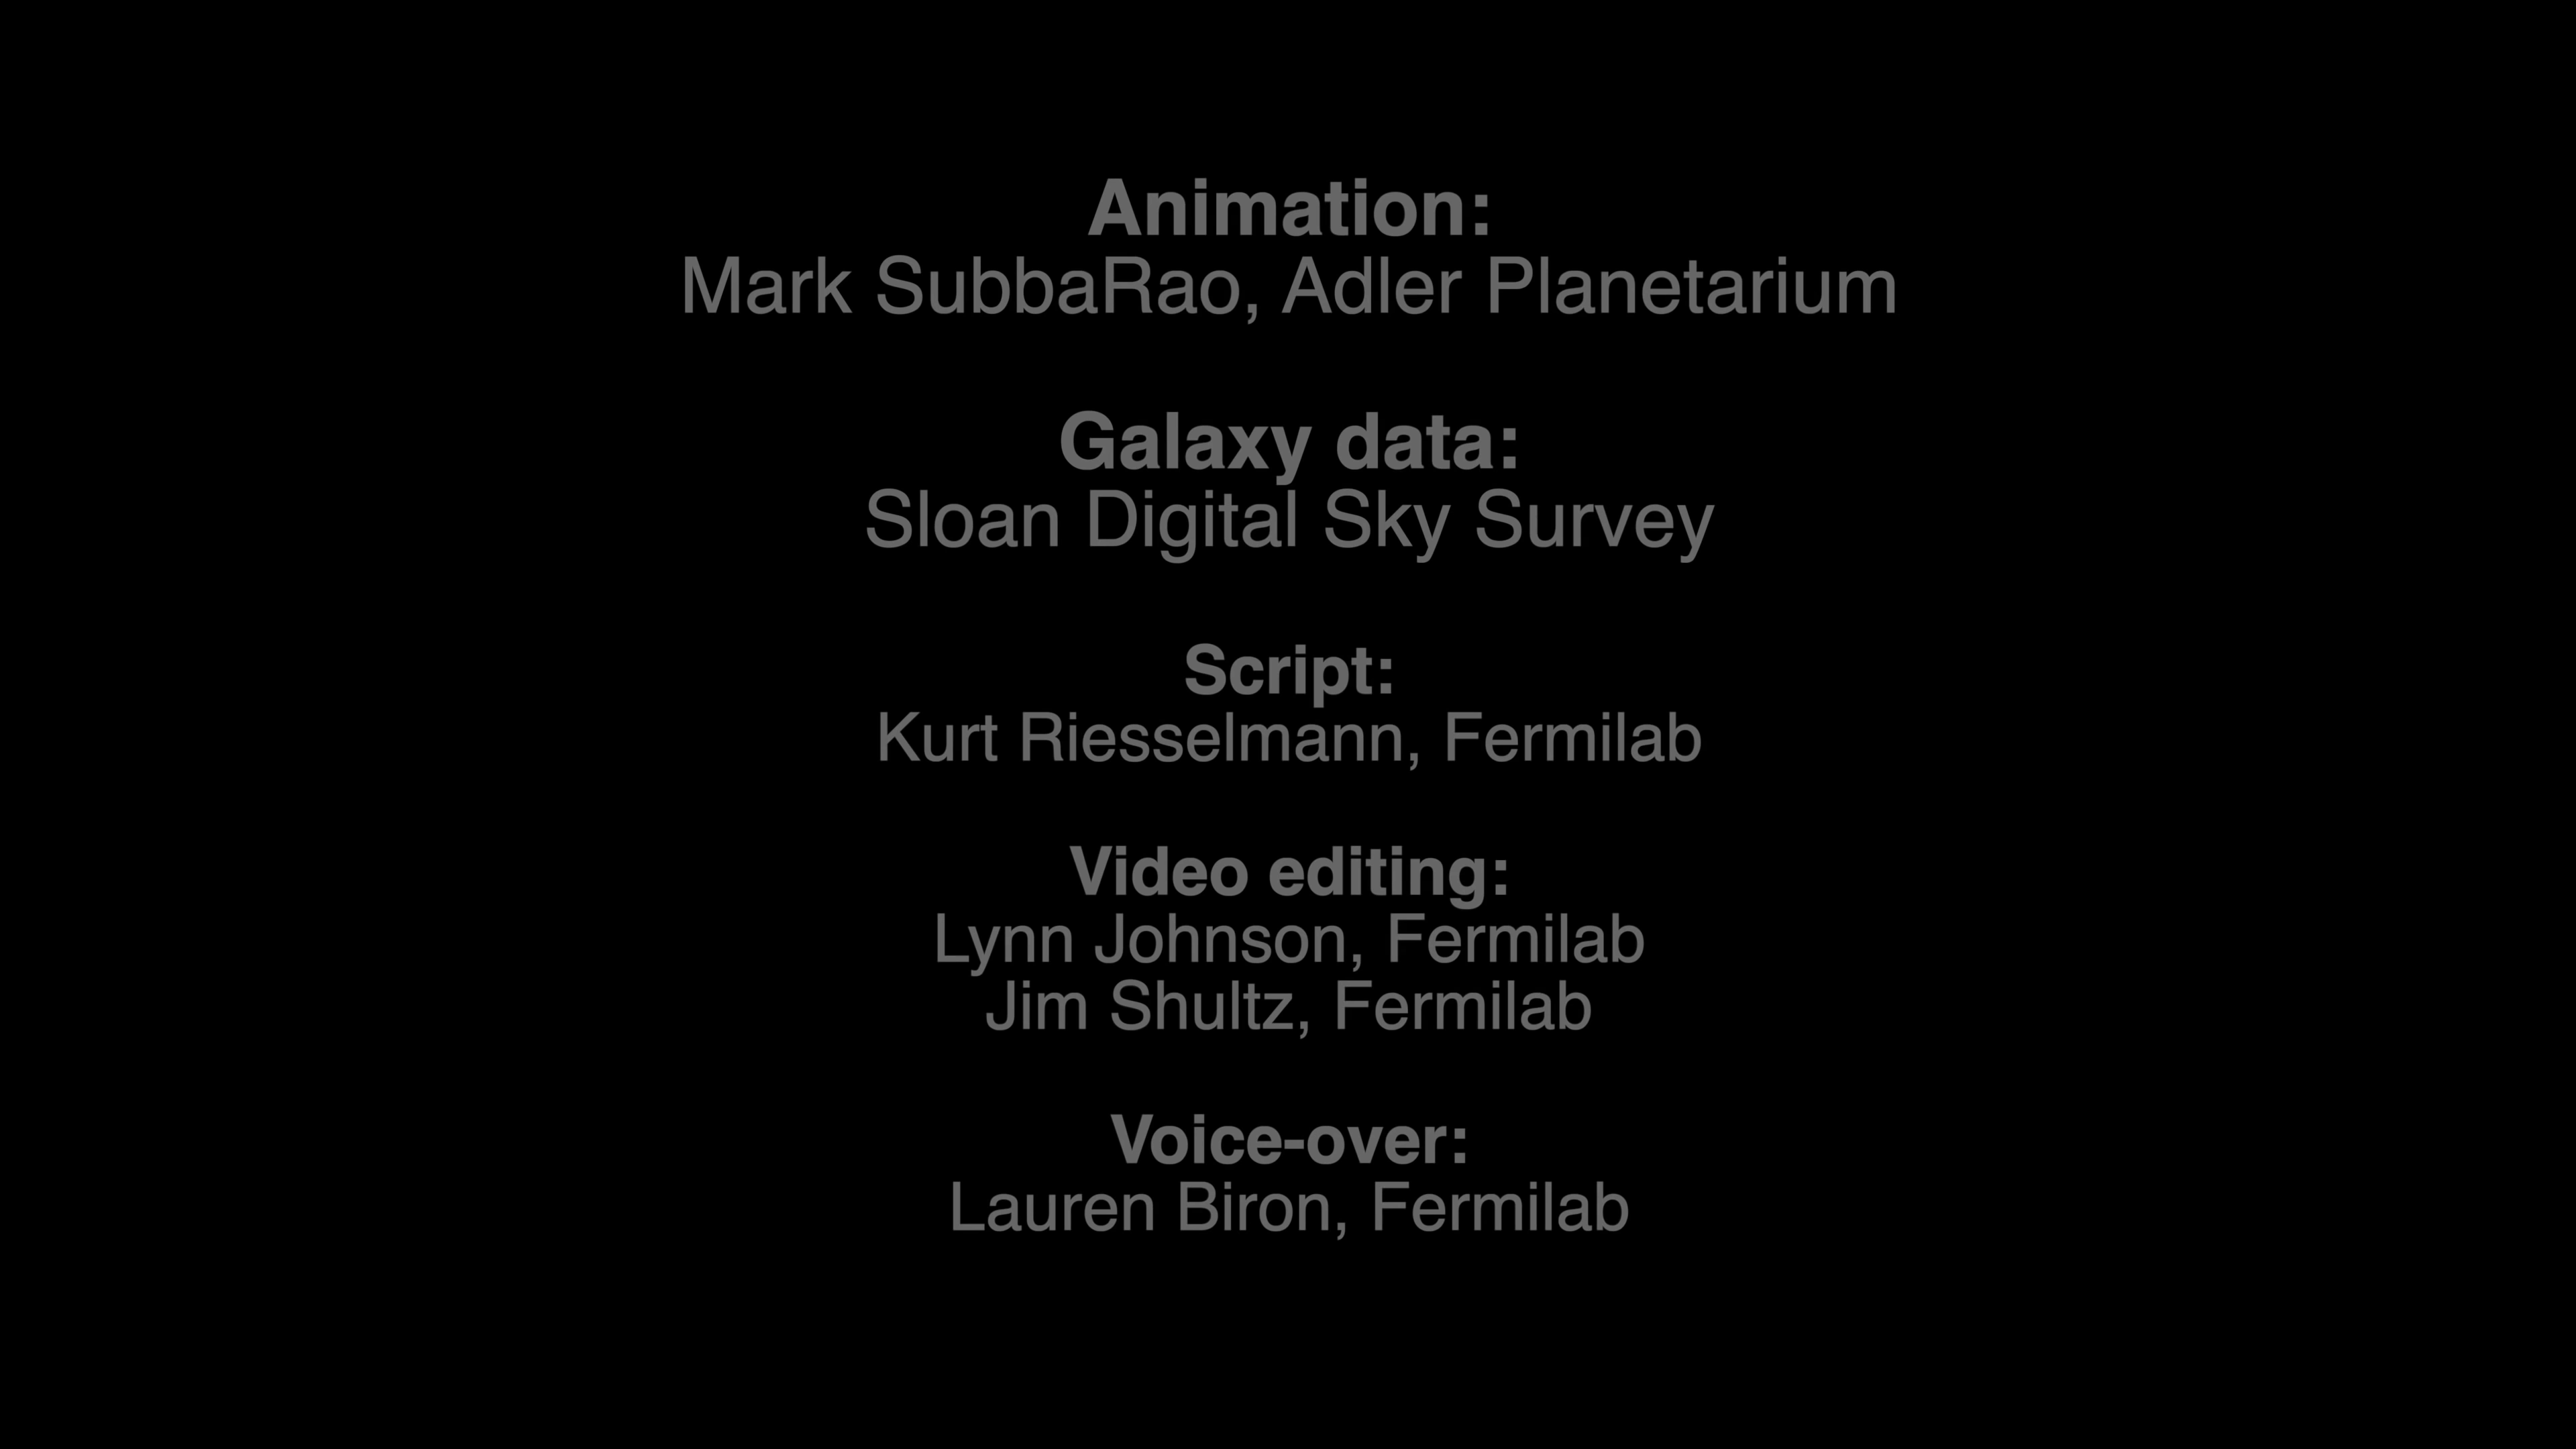 Animation:
Mark SubbaRao, Adler Planetarium
Galaxy data:
Sloan Digital Sky Survey
Script:
Kurt Riesselmann, Fermilab
Video editing:
Lynn Johnson, Fermilab
Jim Shultz, Fermilab
Voice-over:
Lauren Biron, Fermilab